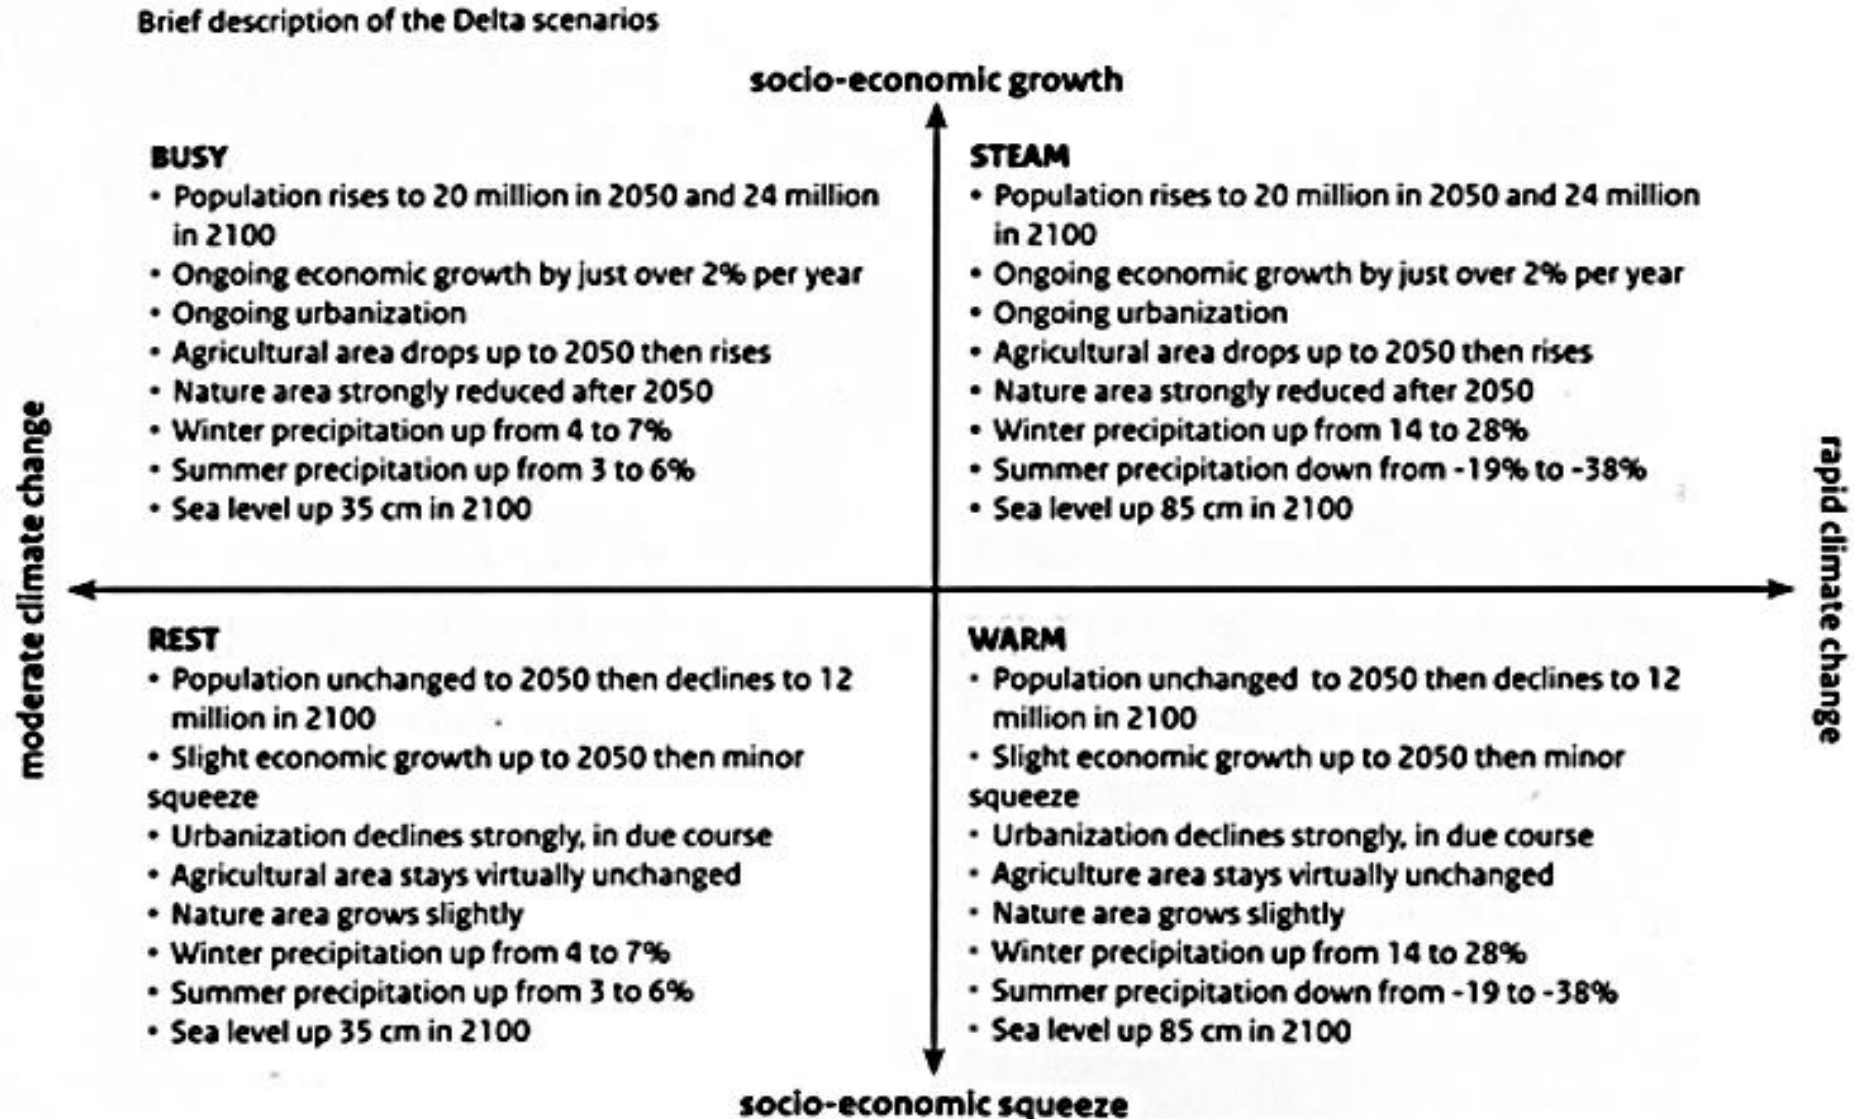 Brief description of the Delta scenarios
socio-economic growth
BUSY
• Population rises to 20 million in 2050 and 24 million
in 2100
• Ongoing economic growth by just over 2% per year
• Ongoing urbanization
• Agricultural area drops up to 2050 then rises
• Nature area strongly reduced after 2050
• Winter precipitation up from 4 to 7%
• Summer precipitation up from 3 to 6%
• Sea level up 35 cm in 2100
STEAM
• Population rises to 20 million in 2050 and 24 million
in 2100
• Ongoing economic growth by just over 2% per year
• Ongoing urbanization
• Agricultural area drops up to 2050 then rises
• Nature area strongly reduced after 2050
• Winter precipitation up from 14 to 28%
• Summer precipitation down from -19% to -38%
• Sea level up 85 cm in 2100
moderate climate change
rapid climate change
REST
• Population unchanged to 2050 then declines to 12
million in 2100
• Slight economic growth up to 2050 then minor
squeeze
• Urbanization declines strongly, in due course
• Agricultural area stays virtually unchanged
• Nature area grows slightly
• Winter precipitation up from 4 to 7%
• Summer precipitation up from 3 to 6%
• Sea level up 35 cm in 2100
WARM
• Population unchanged to 2050 then declines to 12
million in 2100
• Slight economic growth up to 2050 then minor
squeeze
• Urbanization declines strongly, in due course
• Agriculture area stays virtually unchanged
• Nature area grows slightly
• Winter precipitation up from 14 to 28%
• Summer precipitation down from -19 to -38%
• Sea level up 85 cm in 2100
socio-economic squeeze